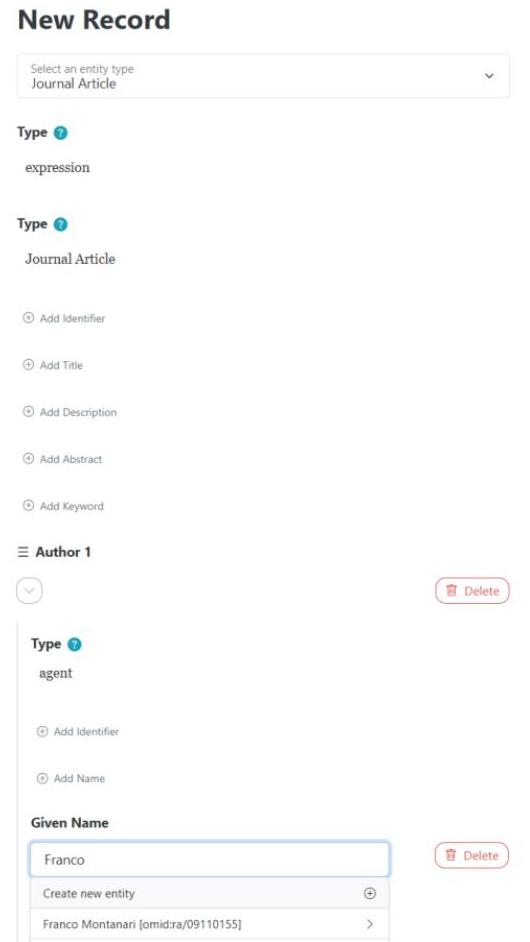 New Record
Select an entity type
Journal Article
Type ?
expression
Type ?
Journal Article
Add Identifier
Add Title
Add Description
Add Abstract
Add Keyword
Author 1
Delete
Type ?
agent
Add Identifier
Add Name
Given Name
Franco
Delete
Create new entity
Franco Montanari [omid:ra/09110155]